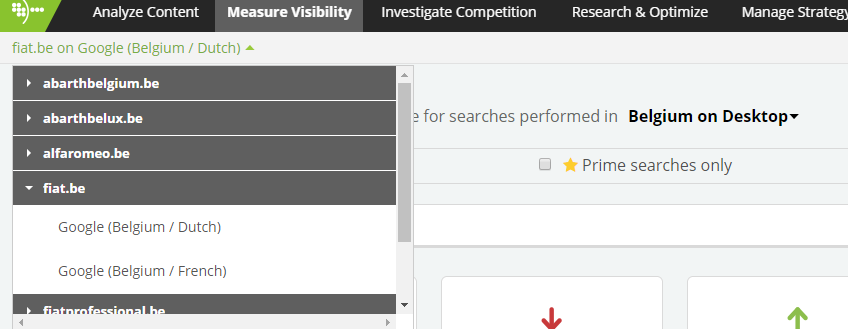 Analyze Content Measure Visibility Investigate Competition Research & Optimize Manage Strategy
fiat.be on Google (Belgium / Dutch)
abarthbelgium.be
abarthbelux.be
e for searches performed in Belgium on Desktop
alfaromeo.be
Prime searches only
fiat.be
Google (Belgium / Dutch)
Google (Belgium / French)
fiatprofessional.be